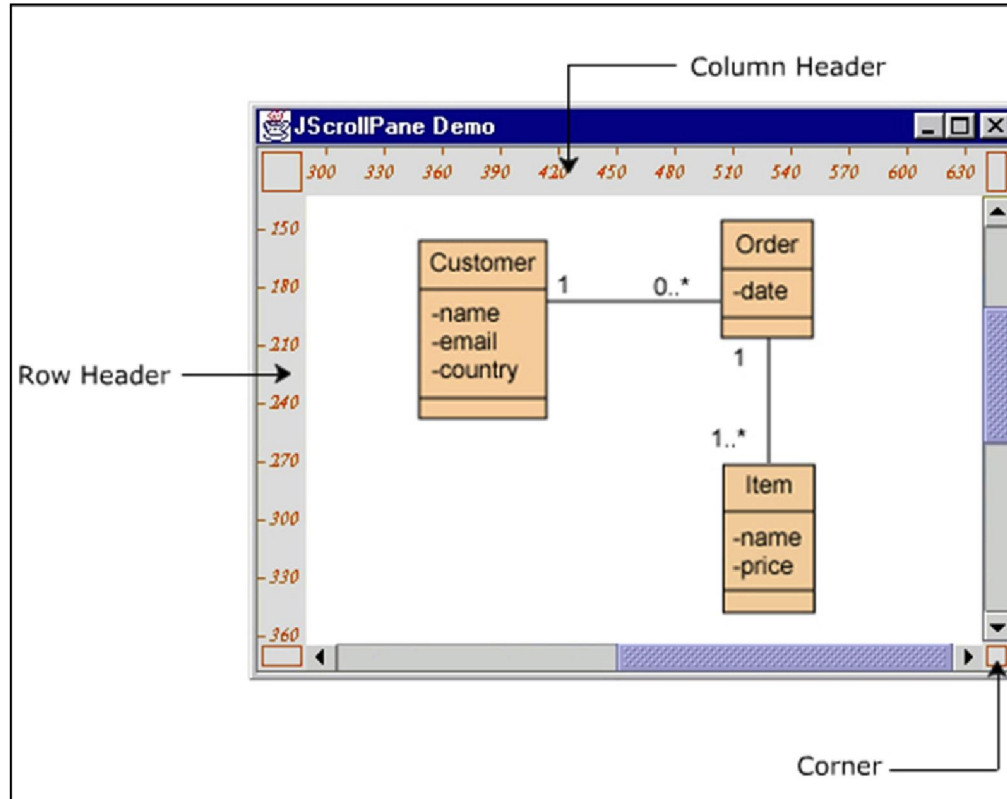 Column Header
JScrollPane Demo
300 330 360 390 420 450 480 510 540 570 600 630
150
180
210
240
270
300
330
360
Row Header
Customer
-name
-email
-country
1
0..*
Order
-date
1
1..*
Item
-name
-price
Corner